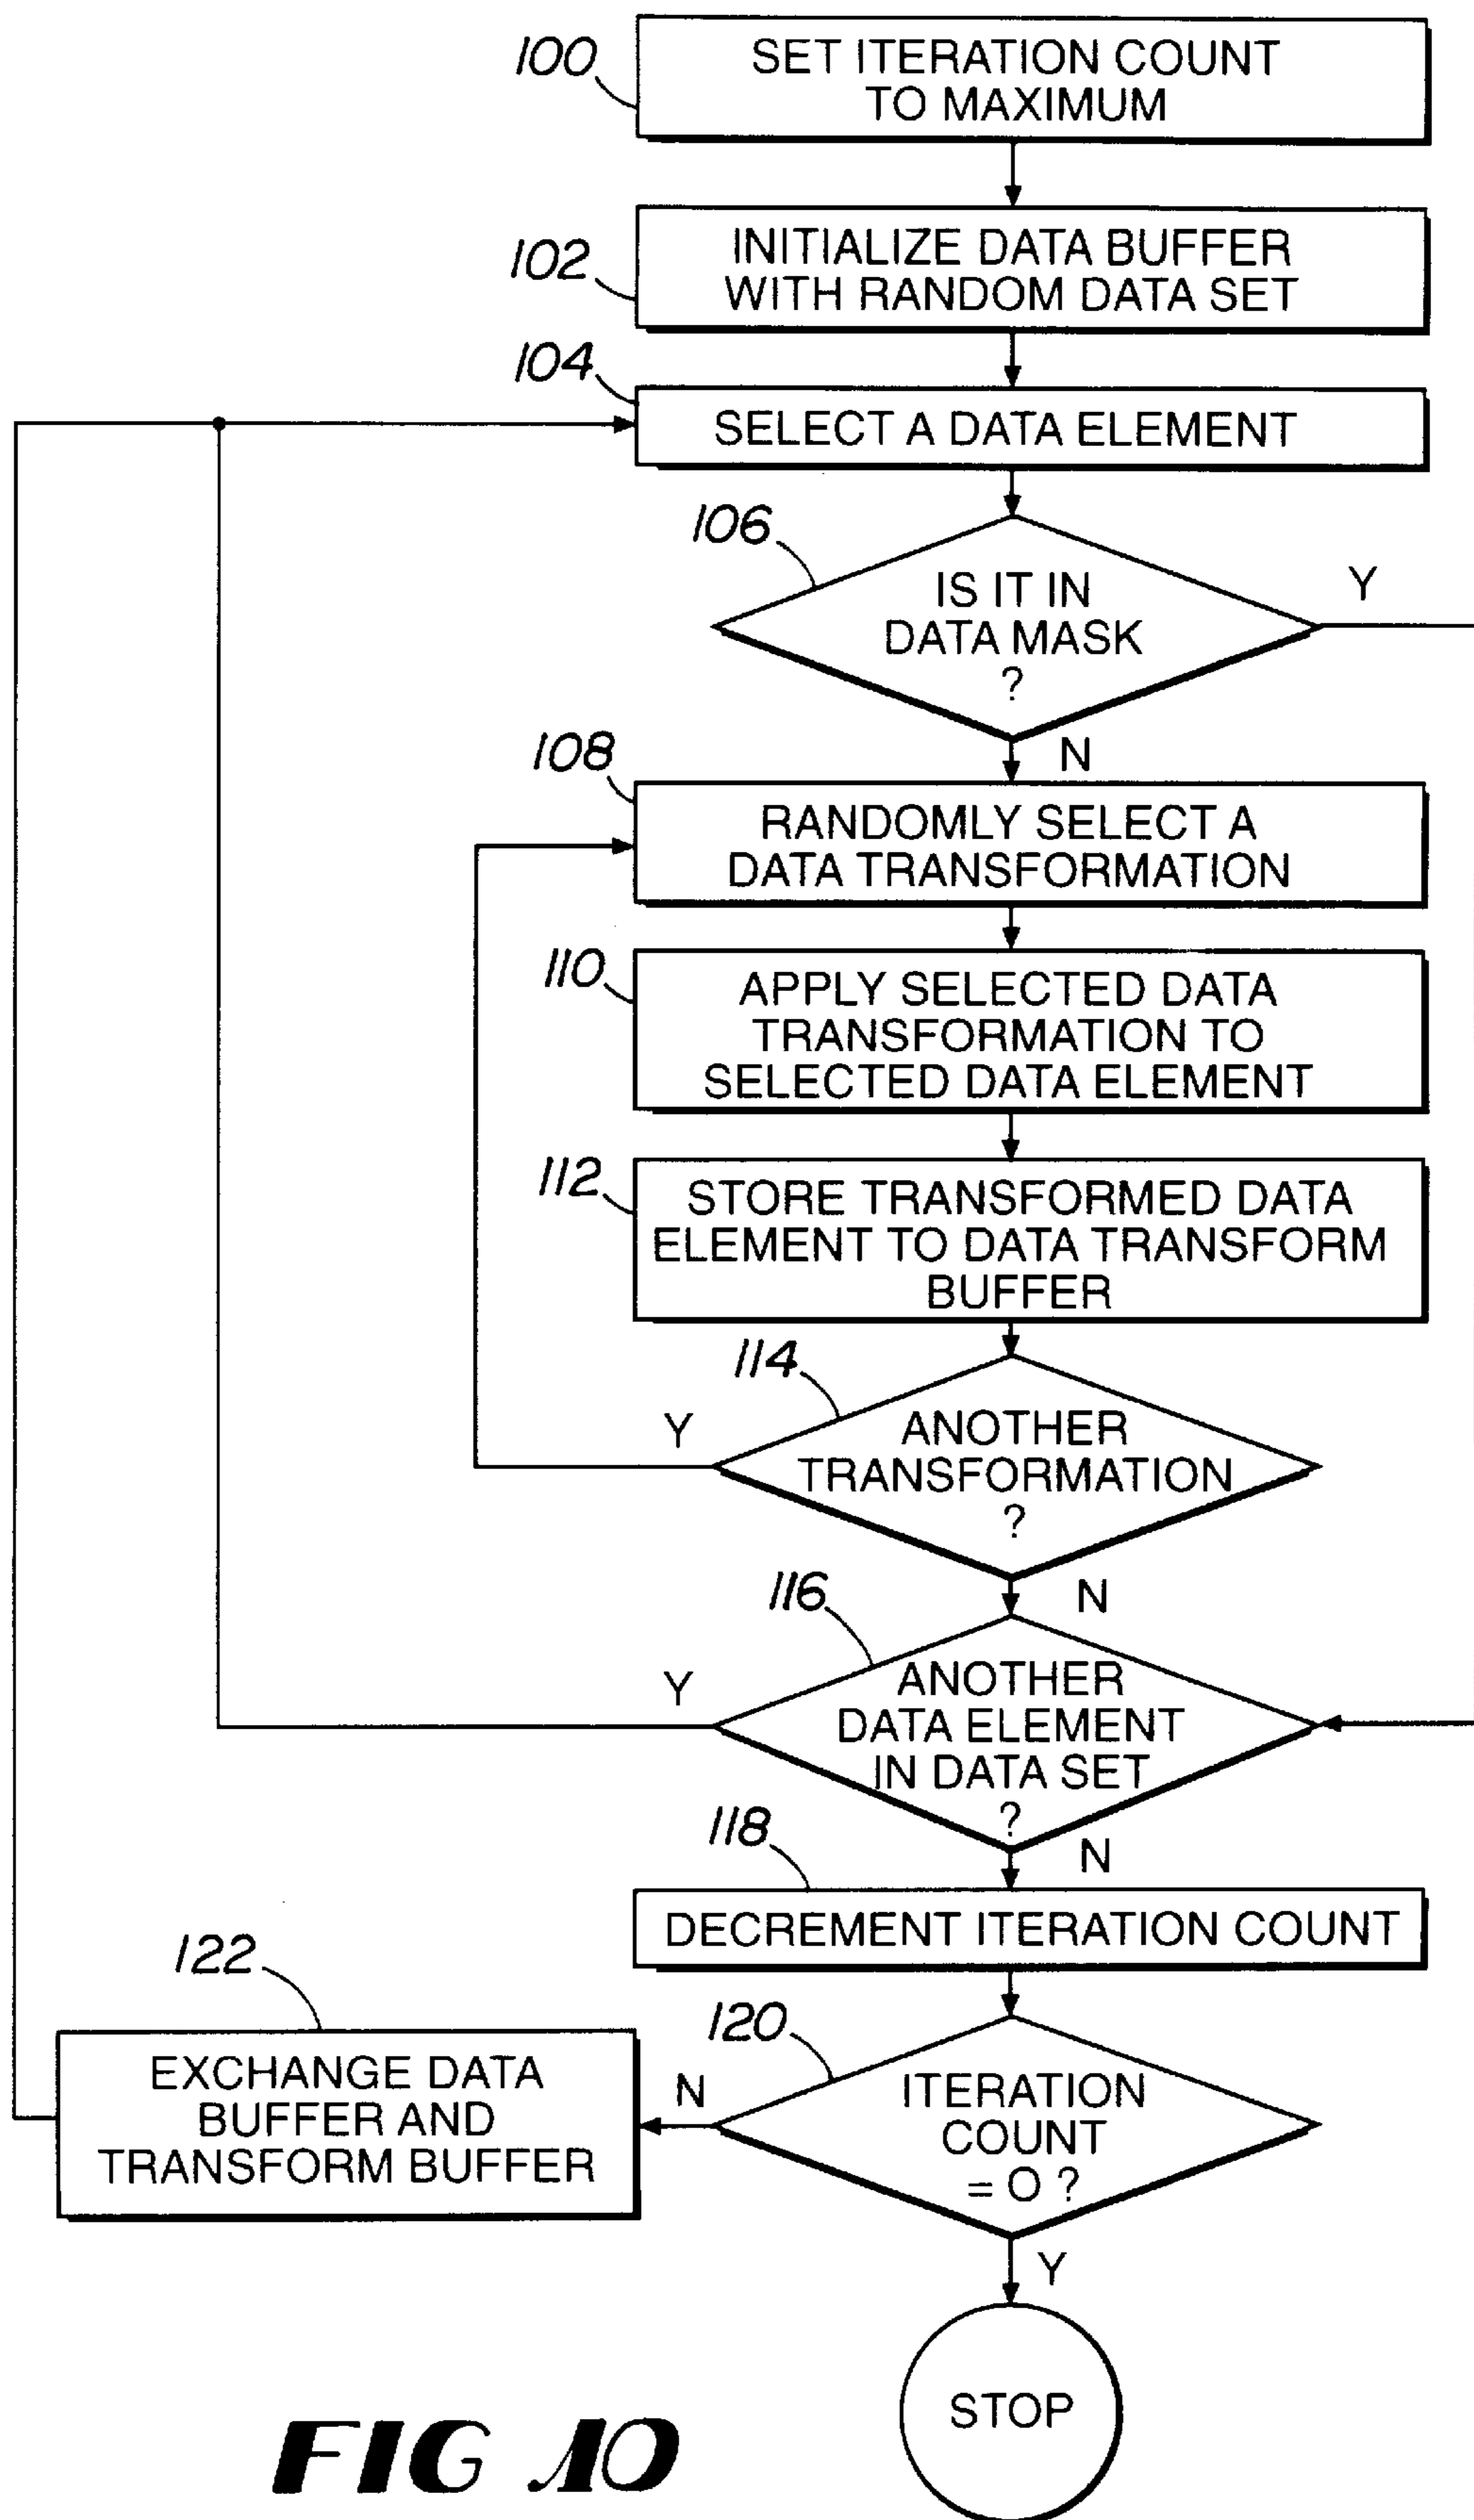 100
SET ITERATION COUNT
TO MAXIMUM
102
INITIALIZE DATA BUFFER
WITH RANDOM DATA SET
104
SELECT A DATA ELEMENT
106
IS IT IN
DATA MASK
?
Y
N
108
RANDOMLY SELECT A
DATA TRANSFORMATION
110
APPLY SELECTED DATA
TRANSFORMATION TO
SELECTED DATA ELEMENT
112
STORE TRANSFORMED DATA
ELEMENT TO DATA TRANSFORM
BUFFER
114
Y
ANOTHER
TRANSFORMATION
?
N
116
Y
ANOTHER
DATA ELEMENT
IN DATA SET
?
N
118
DECREMENT ITERATION COUNT
122
EXCHANGE DATA
BUFFER AND
TRANSFORM BUFFER
120
N
ITERATION
COUNT
= 0 ?
Y
STOP
FIG 10